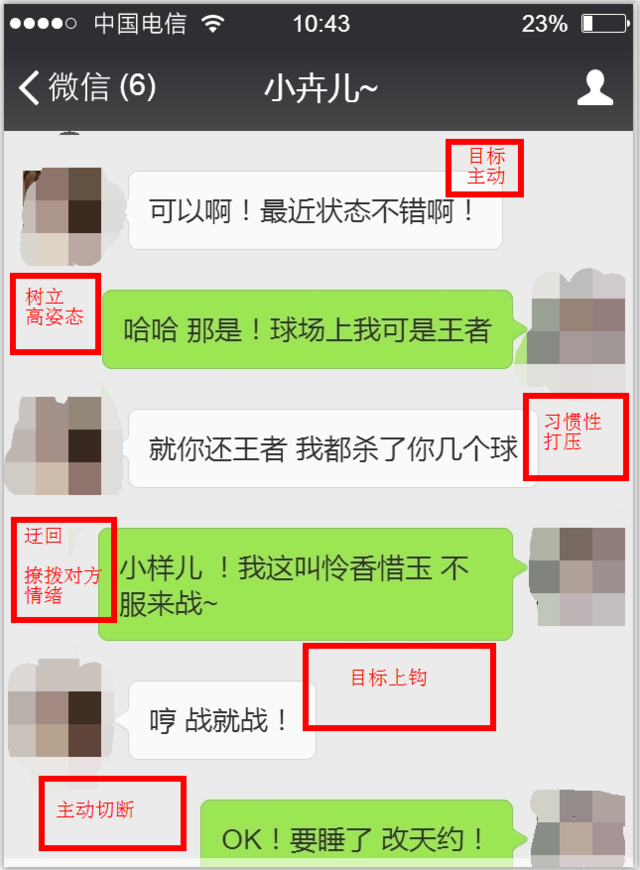 中国电信 10:43 23%
微信 (6) 小卉儿~
目标
主动
可以啊！最近状态不错啊！
树立
高姿态
哈哈 那是！球场上我可是王者
习惯性
打压
就你还王者 我都杀了你几个球
迂回
撩拨对方
情绪
小样儿 ！我这叫怜香惜玉 不
服来战~
目标上钩
哼 战就战！
主动切断
OK！要睡了 改天约！